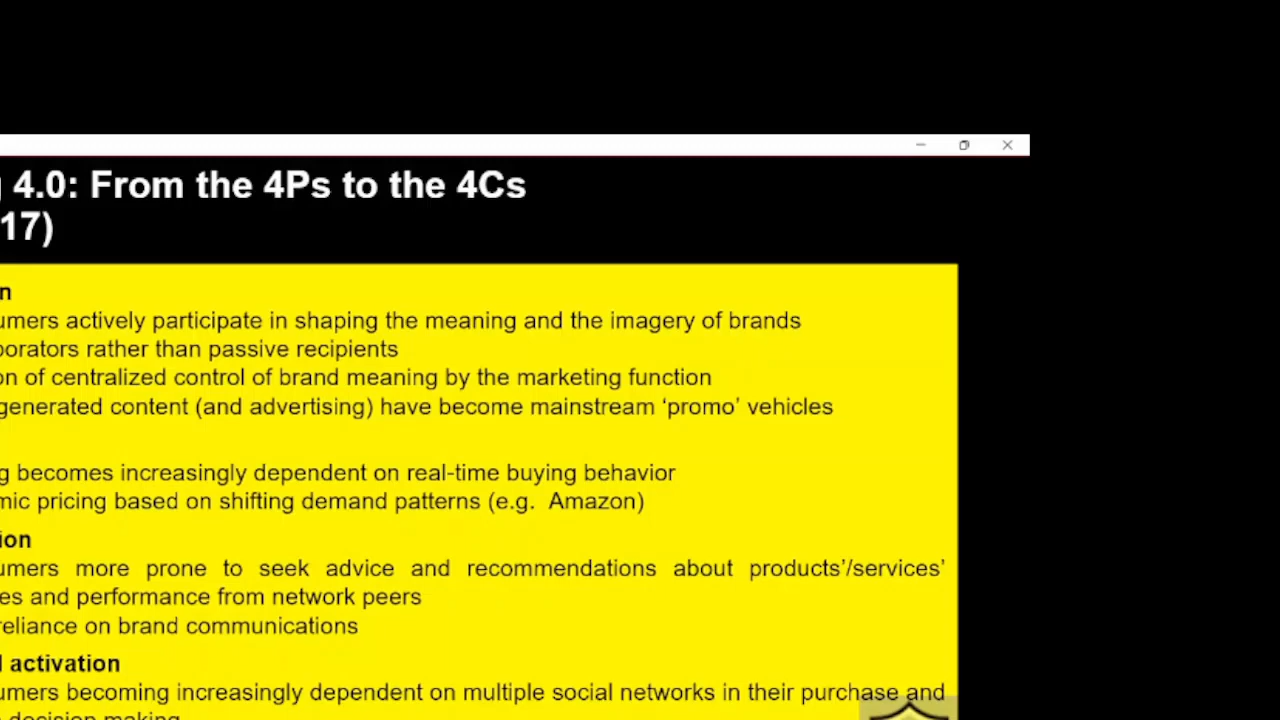 4.0: From the 4Ps to the 4Cs
17)
n
umers actively participate in shaping the meaning and the imagery of brands
orators rather than passive recipients
on of centralized control of brand meaning by the marketing function
generated content (and advertising) have become mainstream ‘promo’ vehicles
g becomes increasingly dependent on real-time buying behavior
mic pricing based on shifting demand patterns (e.g. Amazon)
ion
umers more prone to seek advice and recommendations about products’/services’
es and performance from network peers
reliance on brand communications
activation
umers becoming increasingly dependent on multiple social networks in their purchase and
decision making